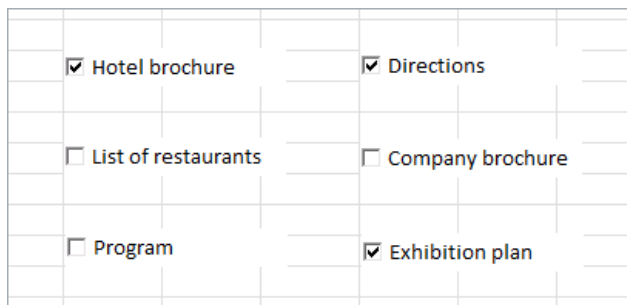 Hotel brochure
Directions
List of restaurants
Company brochure
Program
Exhibition plan